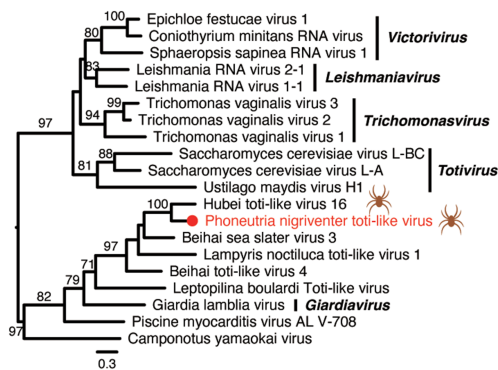 100
Epichloe festucae virus 1
80
Coniothyrium minitans RNA virus
Victorivirus
Sphaeropsis sapinea RNA virus 1
83
Leishmania RNA virus 2-1
Leishmaniavirus
Leishmania RNA virus 1-1
99
Trichomonas vaginalis virus 3
97
94
Trichomonas vaginalis virus 2
Trichomonasvirus
Trichomonas vaginalis virus 1
88
Saccharomyces cerevisiae virus L-BC
81
Saccharomyces cerevisiae virus L-A
Totivirus
Ustilago maydis virus H1
100
Hubei toti-like virus 16
Phoneutria nigriventer toti-like virus
Beihai sea slater virus 3
97
Lampyris noctiluca toti-like virus 1
71
Beihai toti-like virus 4
79
Leptopilina boulardi Toti-like virus
82
Giardia lamblia virus
Giardiavirus
Piscine myocarditis virus AL V-708
97
Camponotus yamaokai virus
0.3